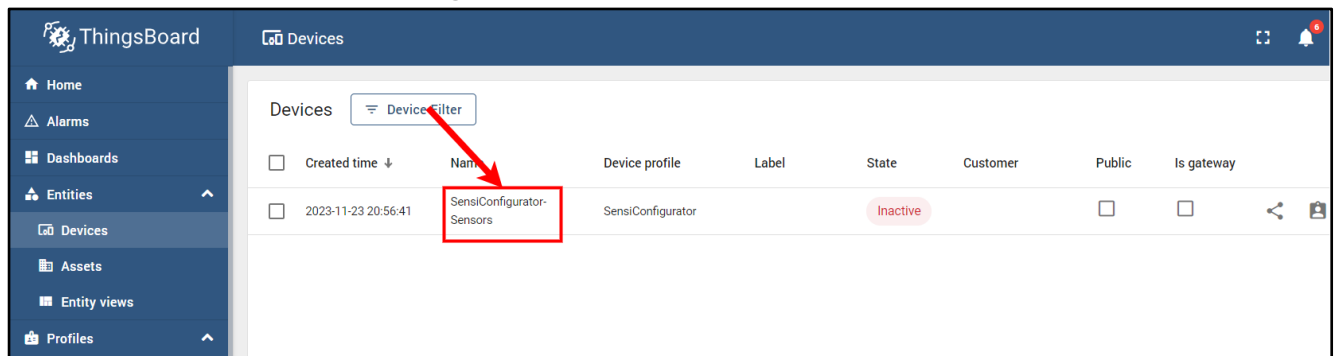 ThingsBoard
Devices
6
Home
Alarms
Dashboards
Entities
Devices
Assets
Entity views
Profiles
Devices
Device Filter
Created time
Name
Device profile
Label
State
Customer
Public
Is gateway
2023-11-23 20:56:41
SensiConfigurator-
Sensors
SensiConfigurator
Inactive